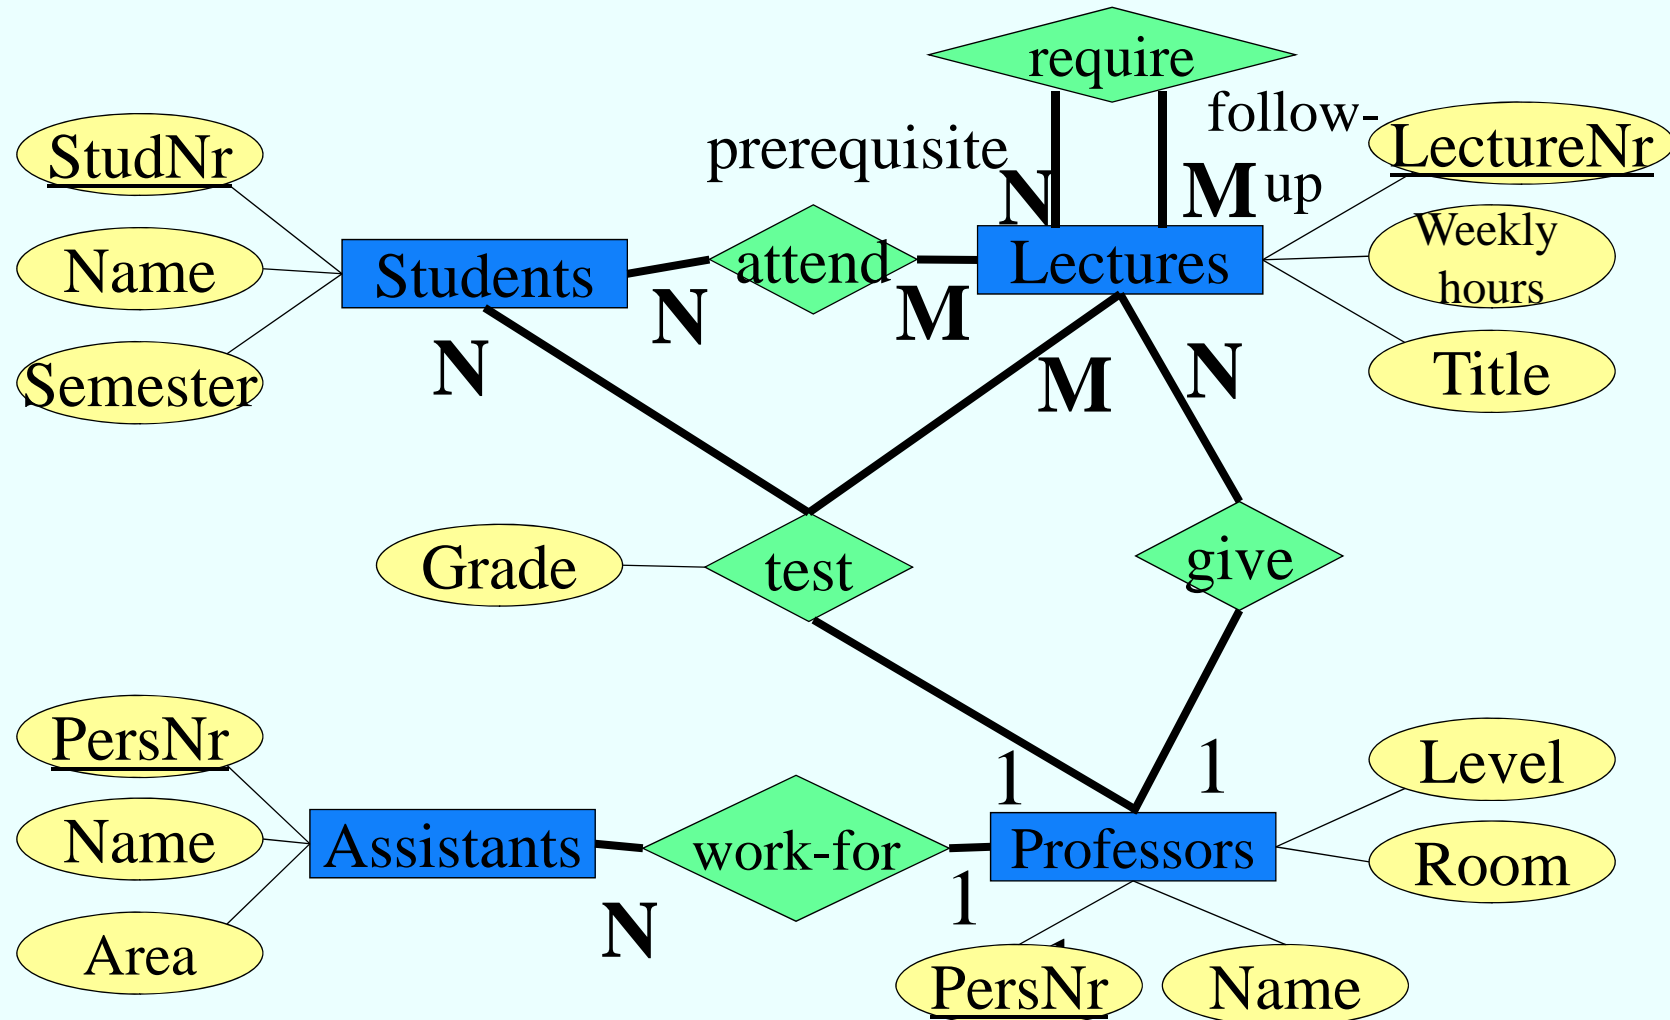 require
follow-
StudNr
prerequisite
LectureNr
N
M
up
Weekly
Name
Students
attend
Lectures
hours
N
M
N
M
N
Semester
Title
Grade
test
give
PersNr
1
1
Level
Name
Assistants
work-for
Professors
Room
N
1
Area
PersNr
Name